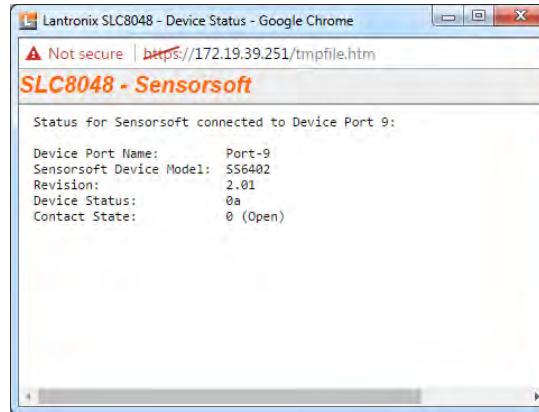 Lantronix SLC8048 - Device Status - Google Chrome
Not secure | https://172.19.39.251/tmpfile.htm
SLC8048 - Sensorsoft
Status for Sensorsoft connected to Device Port 9:
Device Port Name: Port-9
Sensorsoft Device Model: SS6402
Revision: 2.01
Device Status: 0a
Contact State: 0 (Open)